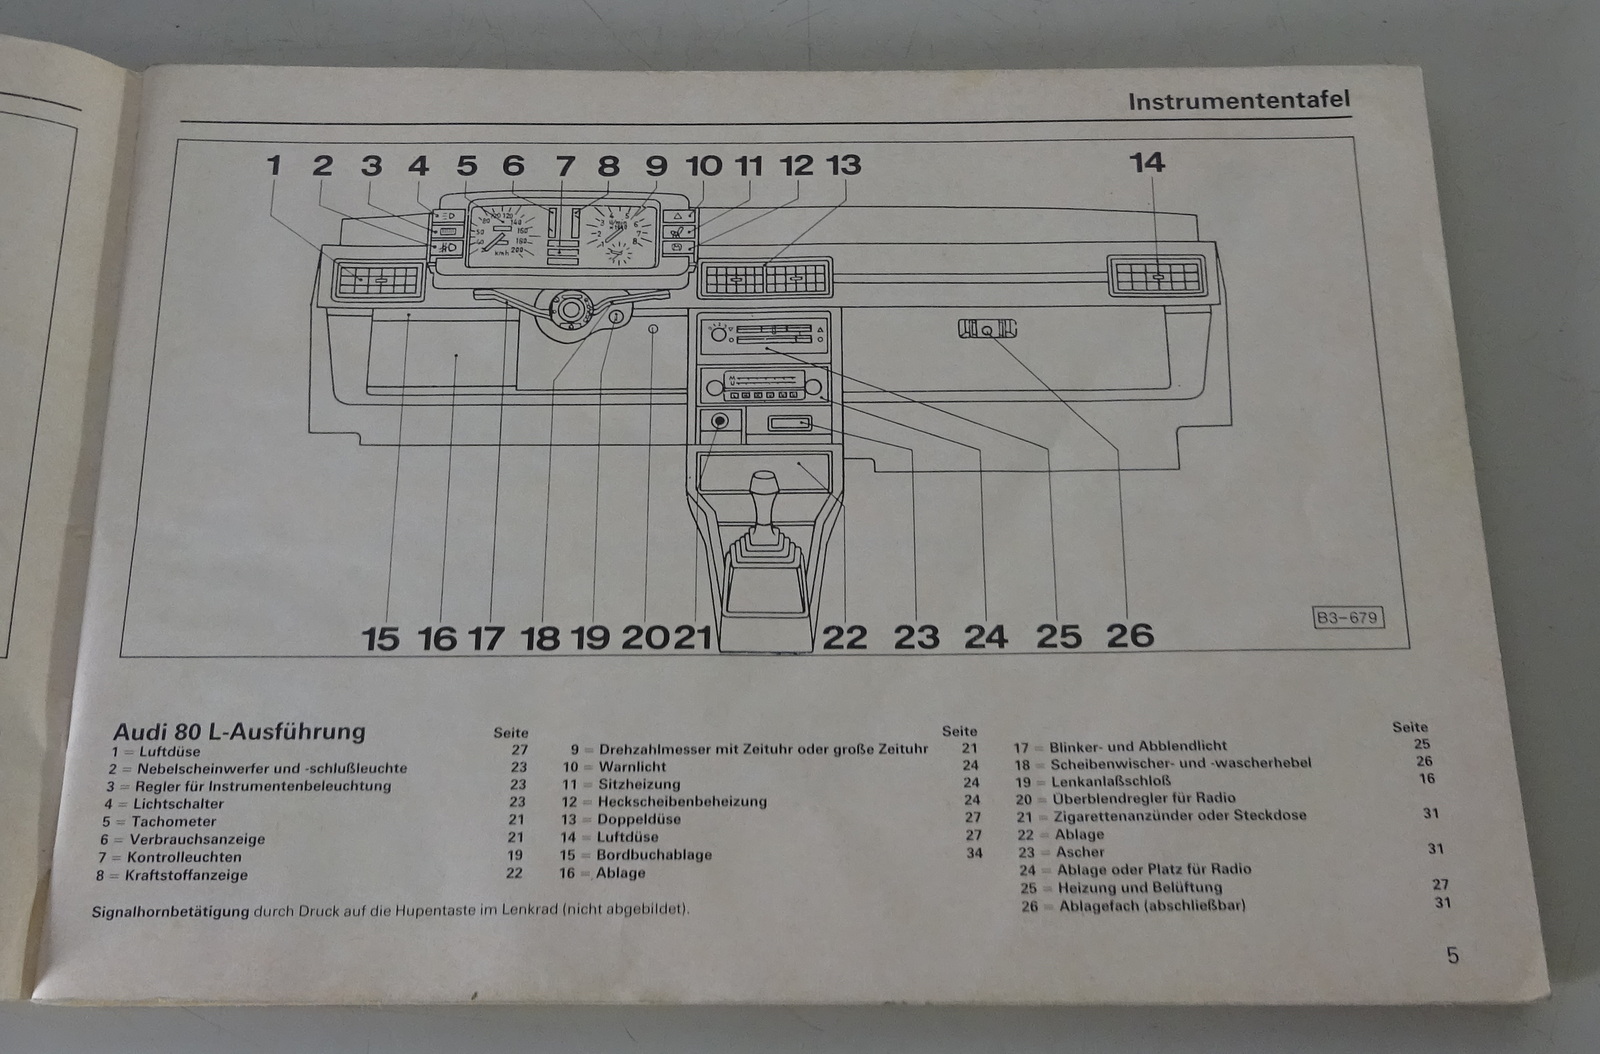 Instrumententafel
1 2 3 4 5 6 7 8 9 10 11 12 13 14
15 16 17 18 19 20 21 22 23 24 25 26
B3-679
Audi 80 L-Ausführung Seite
1 = Luftdüse 27
2 = Nebelscheinwerfer und -schlußleuchte 23
3 = Regler für Instrumentenbeleuchtung 23
4 = Lichtschalter 23
5 = Tachometer 21
6 = Verbrauchsanzeige 21
7 = Kontrolleuchten 19
8 = Kraftstoffanzeige 22
Seite
9 = Drehzahlmesser mit Zeituhr oder große Zeituhr 21
10 = Warnlicht 24
11 = Sitzheizung 24
12 = Heckscheibenbeheizung 24
13 = Doppeldüse 27
14 = Luftdüse 27
15 = Bordbuchablage 34
16 = Ablage
Seite
17 = Blinker- und Abblendlicht 25
18 = Scheibenwischer- und -wascherhebel 26
19 = Lenkanlaßschloß 16
20 = Überblendregler für Radio
21 = Zigarettenanzünder oder Steckdose 31
22 = Ablage
23 = Ascher 31
24 = Ablage oder Platz für Radio
25 = Heizung und Belüftung 27
26 = Ablagefach (abschließbar) 31
Signalhornbetätigung durch Druck auf die Hupentaste im Lenkrad (nicht abgebildet).
5